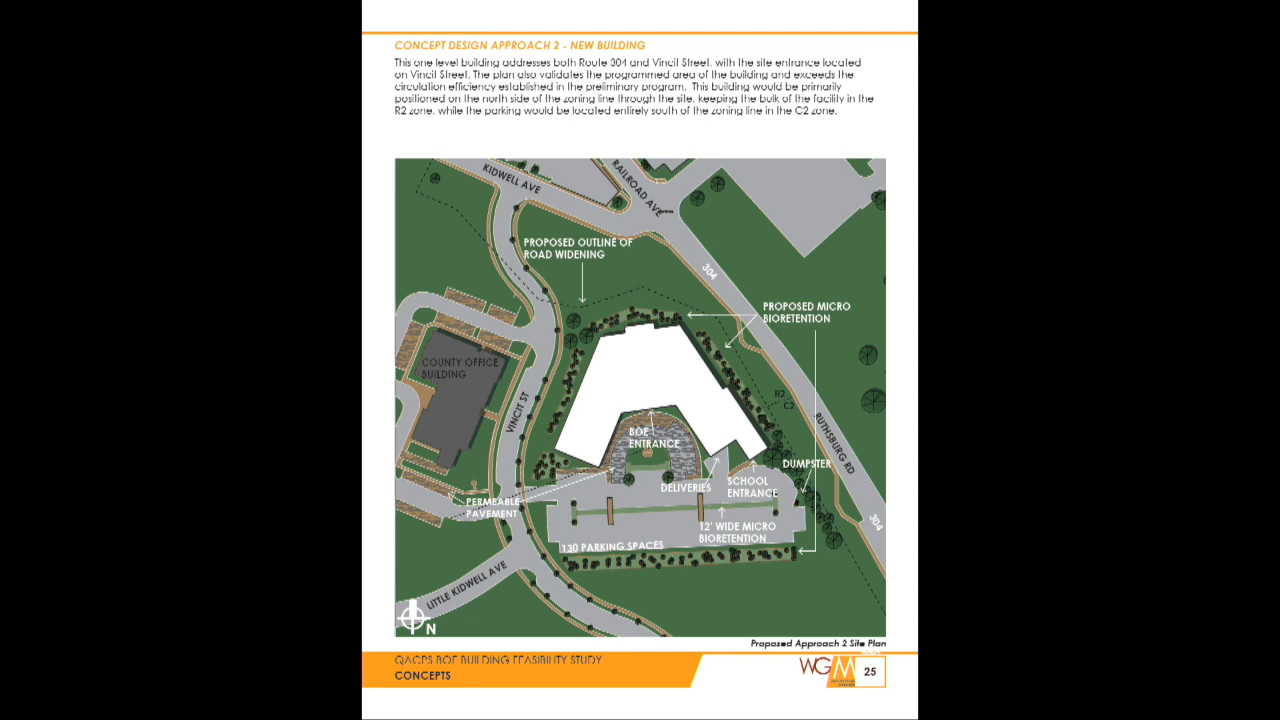 CONCEPT DESIGN APPROACH 2 - NEW BUILDING
This one level building addresses both Route 304 and Vincil Street, with the site entrance located
on Vincil Street. The plan also validates the programmed area of the building and exceeds the
circulation efficiency established in the preliminary program. This building would be primarily
positioned on the north side of the zoning line through the site, keeping the bulk of the facility in the
R2 zone, while the parking would be located entirely south of the zoning line in the C2 zone.
KIDWELL AVE
RAILROAD AVE
PROPOSED OUTLINE OF
ROAD WIDENING
304
PROPOSED MICRO
BIORETENTION
COUNTY OFFICE
BUILDING
VINCIT ST
R2
C2
BOE
ENTRANCE
RUTHSBURG RD
DUMPSTER
DELIVERIES
SCHOOL
ENTRANCE
PERMEABLE
PAVEMENT
304
12' WIDE MICRO
BIORETENTION
130 PARKING SPACES
LITTLE KIDWELL AVE
N
Proposed Approach 2 Site Plan
QACPS BOE BUILDING FEASIBILITY STUDY
CONCEPTS
WGM
25